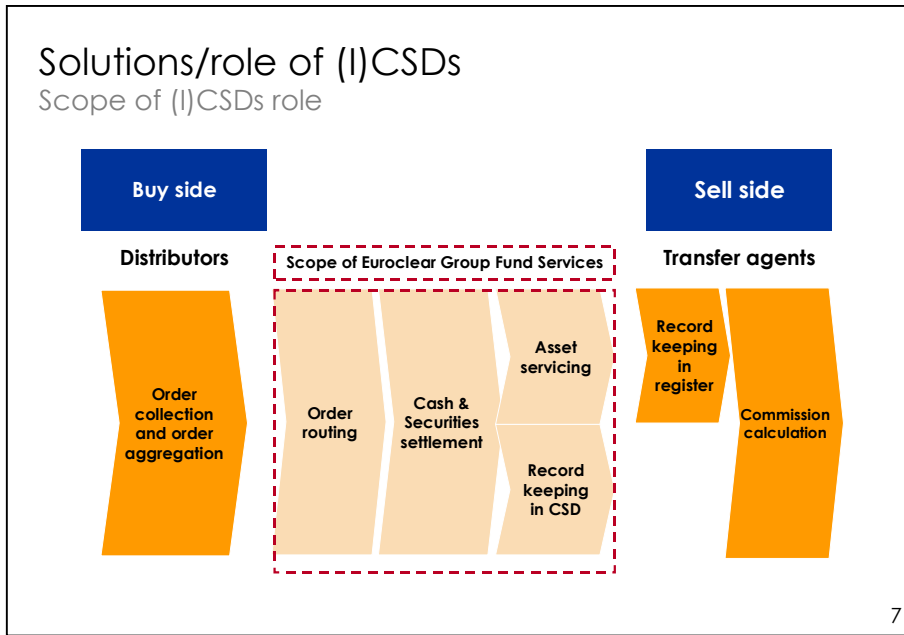 Solutions/role of (I)CSDs
Scope of (I)CSDs role
Buy side
Sell side
Distributors
Scope of Euroclear Group Fund Services
Transfer agents
Order
collection
and order
aggregation
Order
routing
Cash &
Securities
settlement
Asset
servicing
Record
keeping
in CSD
Record
keeping
in
register
Commission
calculation
7